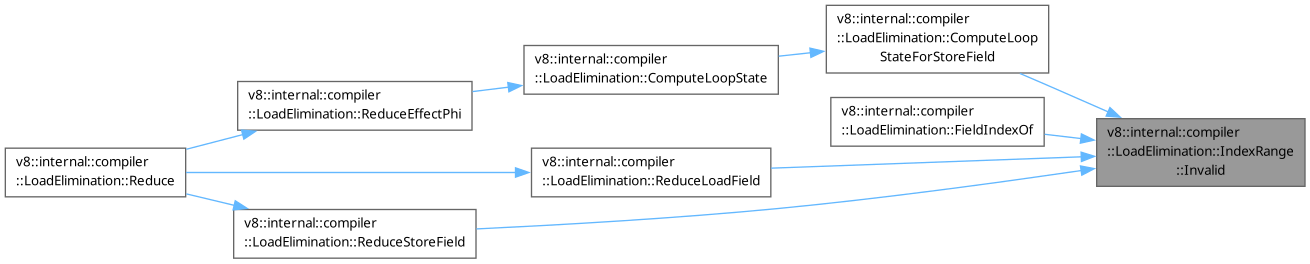 v8::internal::compiler
::LoadElimination::ComputeLoop
StateForStoreField
v8::internal::compiler
::LoadElimination::ComputeLoopState
v8::internal::compiler
::LoadElimination::ReduceEffectPhi
v8::internal::compiler
::LoadElimination::FieldIndexOf
v8::internal::compiler
::LoadElimination::IndexRange
::Invalid
v8::internal::compiler
::LoadElimination::Reduce
v8::internal::compiler
::LoadElimination::ReduceLoadField
v8::internal::compiler
::LoadElimination::ReduceStoreField